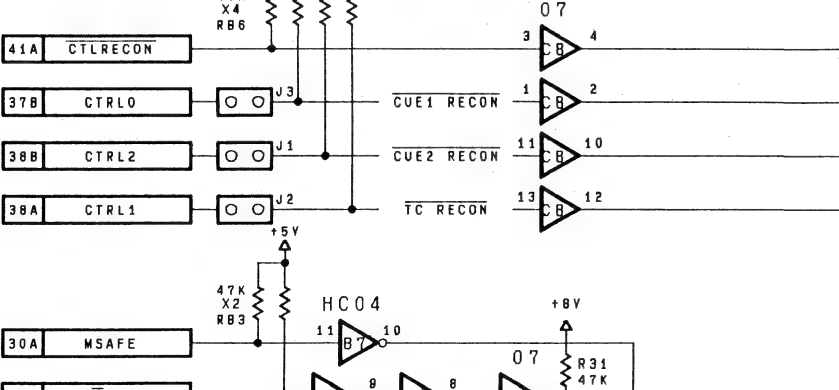 X4
RB6
07
41A CTLRECON 3 C8 4
37B CTRL0 J3 CUE1 RECON 1 C8 2
38B CTRL2 J1 CUE2 RECON 11 C8 10
38A CTRL1 J2 TC RECON 13 C8 12
+5V
47K
X2
RB3
HC04
+8V
30A MSAFE 11 B7 10
07
R31
47K
9 8